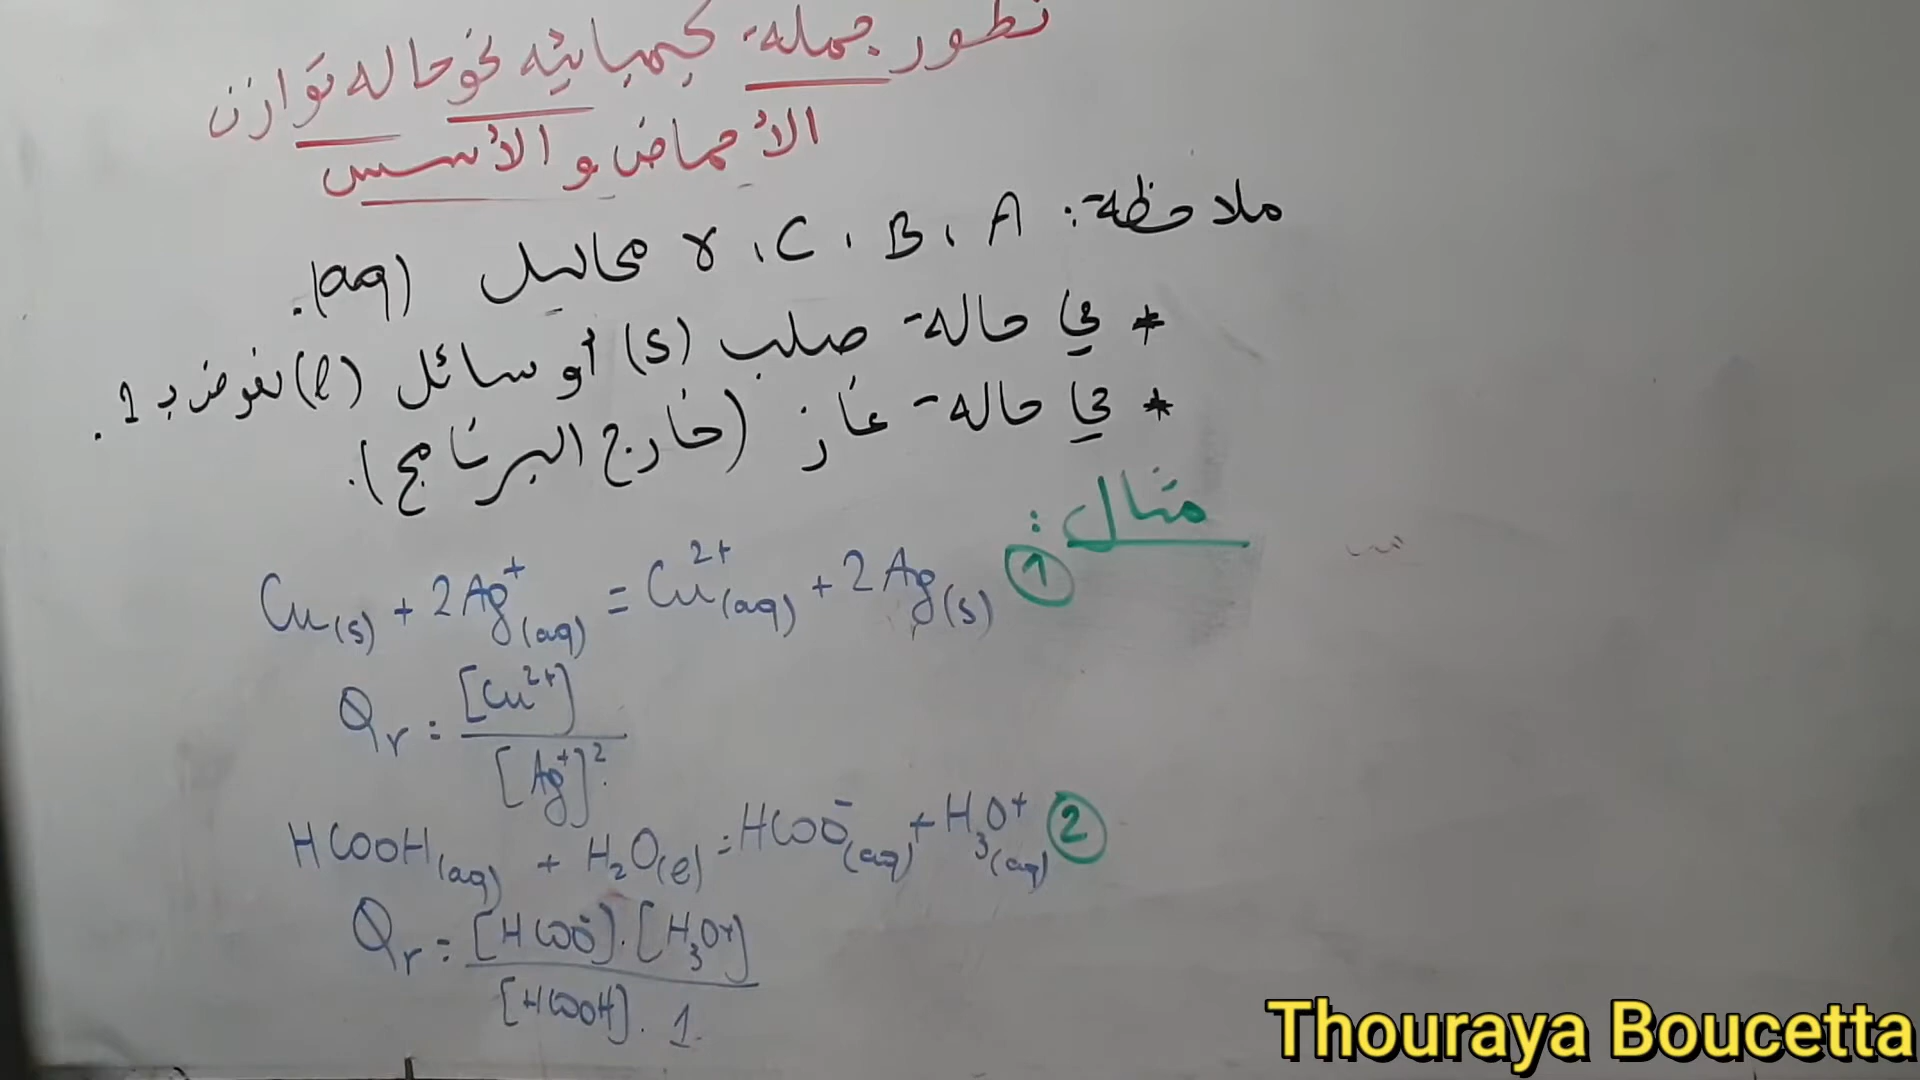 تطور جملة كيميائية نحو حالة توازن
الأحماض والأسس
ملاحظة: A، B، C، γ محاليل (aq).
* في حالة صلب (s) أو سائل (l) نعوض بـ 1.
* في حالة غاز (خارج البرنامج).
مثال:
① Cu(s) + 2Ag⁺(aq) = Cu²⁺(aq) + 2Ag(s)
Qr = [Cu²⁺] / [Ag⁺]²
② HCOOH(aq) + H₂O(l) = HCOO⁻(aq) + H₃O⁺(aq)
Qr = [HCOO⁻].[H₃O⁺] / [HCOOH].1
Thouraya Boucetta